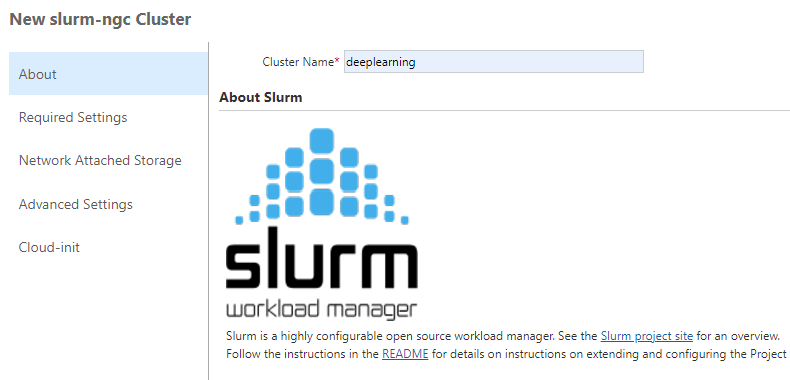 New slurm-ngc Cluster
About
Required Settings
Network Attached Storage
Advanced Settings
Cloud-init
Cluster Name* deeplearning
About Slurm
slurm
workload manager
Slurm is a highly configurable open source workload manager. See the Slurm project site for an overview.
Follow the instructions in the README for details on instructions on extending and configuring the Project